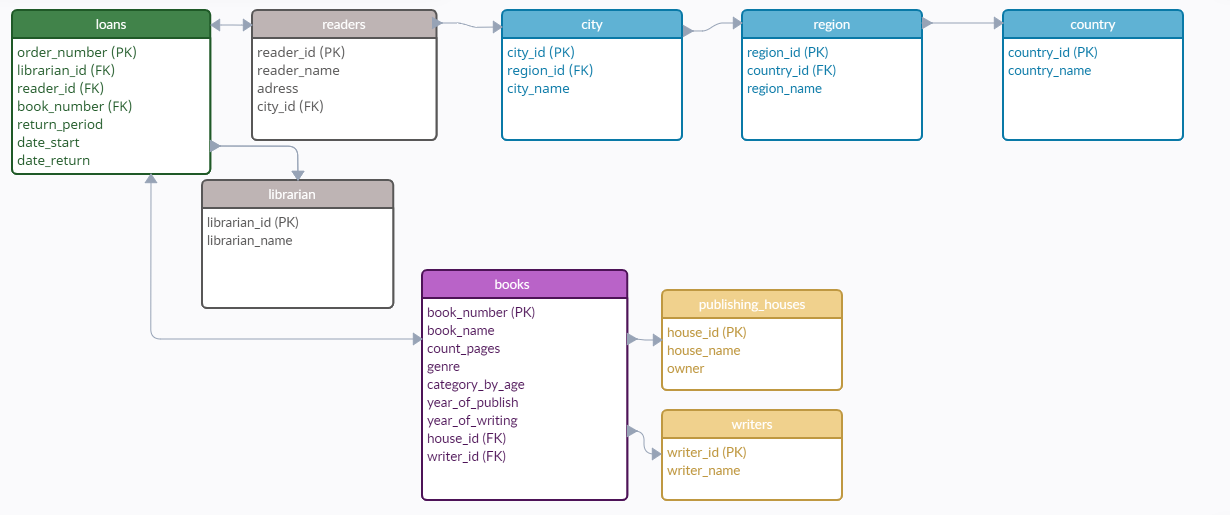 loans
order_number (PK)
librarian_id (FK)
reader_id (FK)
book_number (FK)
return_period
date_start
date_return
readers
reader_id (PK)
reader_name
adress
city_id (FK)
city
city_id (PK)
region_id (FK)
city_name
region
region_id (PK)
country_id (FK)
region_name
country
country_id (PK)
country_name
librarian
librarian_id (PK)
librarian_name
books
book_number (PK)
book_name
count_pages
genre
category_by_age
year_of_publish
year_of_writing
house_id (FK)
writer_id (FK)
publishing_houses
house_id (PK)
house_name
owner
writers
writer_id (PK)
writer_name